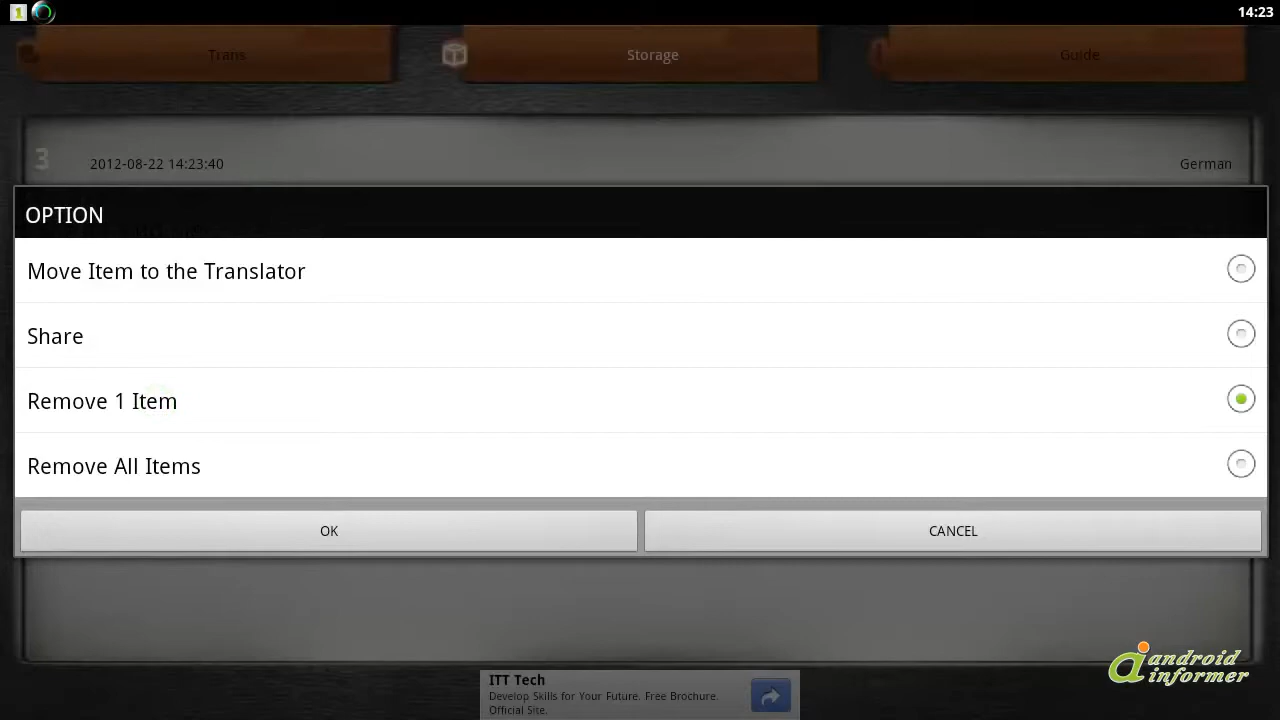 1
14:23
Trans
Storage
Guide
3
2012-08-22 14:23:40
German
OPTION
Move Item to the Translator
Share
Remove 1 Item
Remove All Items
OK
CANCEL
ITT Tech
Develop Skills for Your Future. Free Brochure.
Official Site.
android
informer